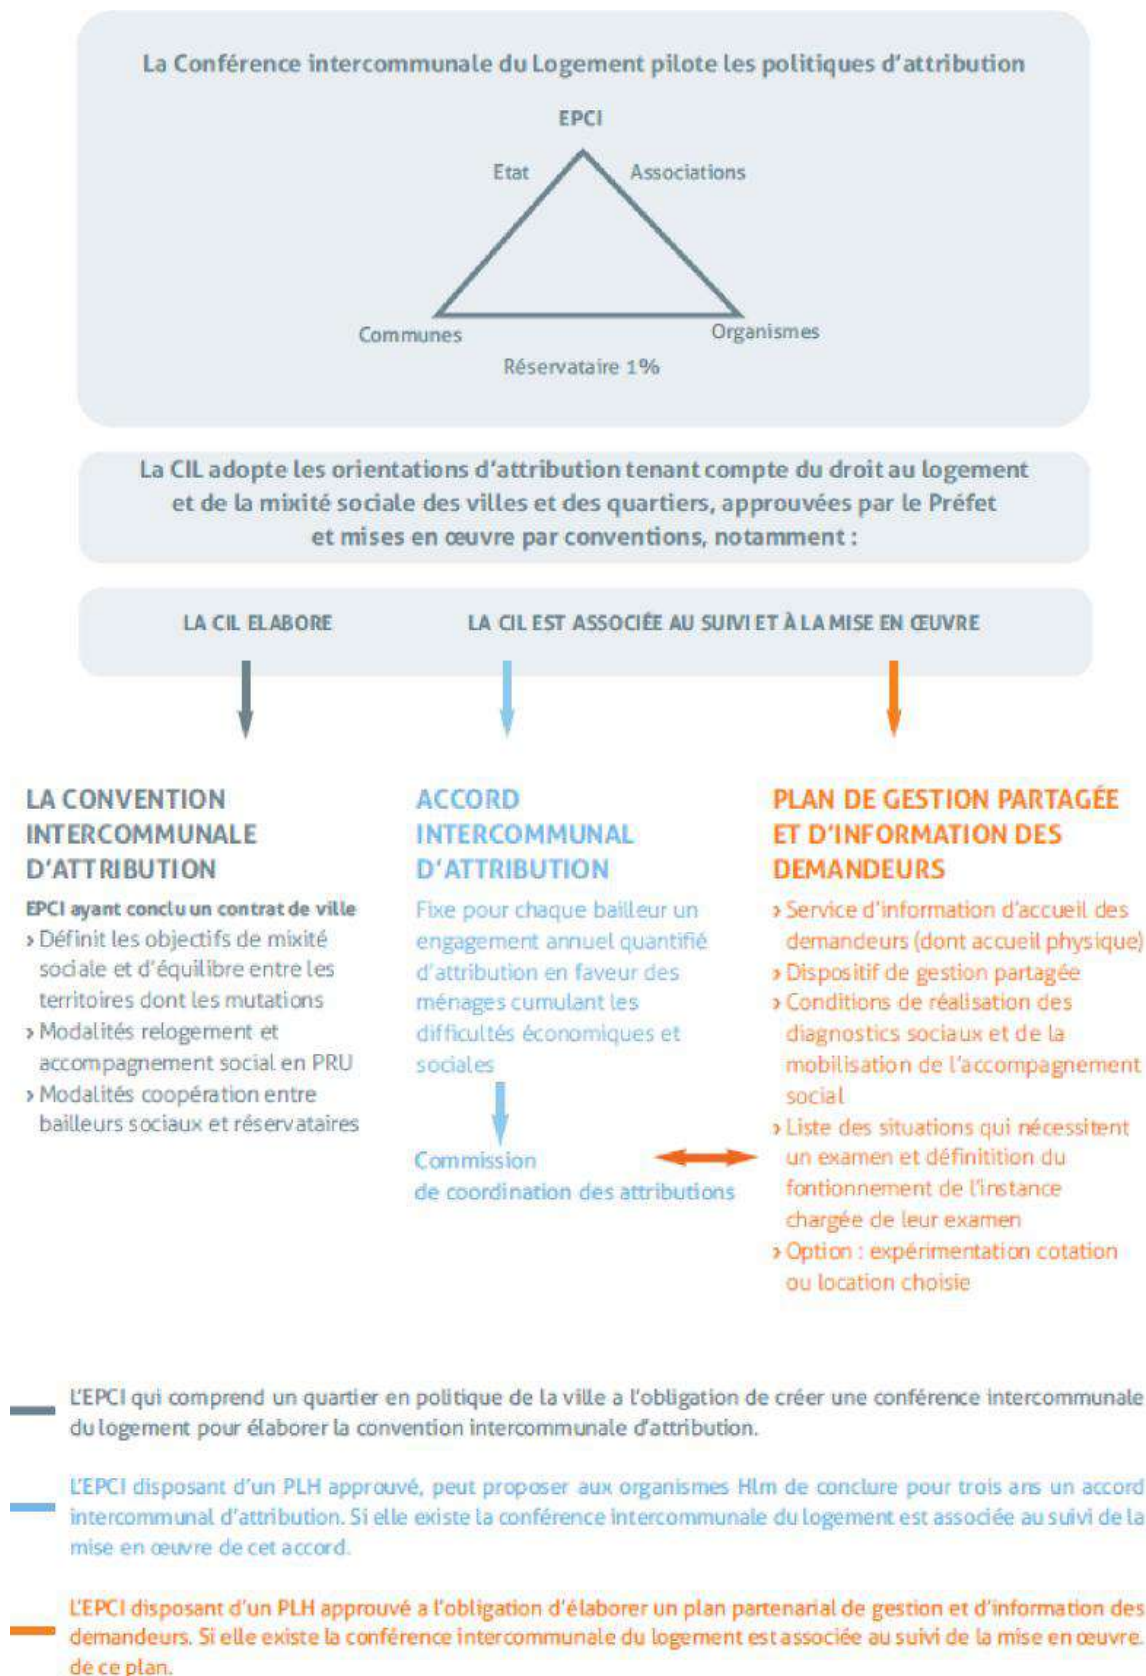 La Conférence intercommunale du Logement pilote les politiques d'attribution
EPCI
Etat
Associations
Communes
Organismes
Réservataire 1%
La CIL adopte les orientations d'attribution tenant compte du droit au logement
et de la mixité sociale des villes et des quartiers, approuvées par le Préfet
et mises en œuvre par conventions, notamment :
LA CIL ELABORE
LA CIL EST ASSOCIÉE AU SUIVI ET À LA MISE EN ŒUVRE
LA CONVENTION
INTERCOMMUNALE
D'ATTRIBUTION
EPCI ayant conclu un contrat de ville
› Définit les objectifs de mixité
sociale et d'équilibre entre les
territoires dont les mutations
› Modalités relogement et
accompagnement social en PRU
› Modalités coopération entre
bailleurs sociaux et réservataires
ACCORD
INTERCOMMUNAL
D'ATTRIBUTION
Fixe pour chaque bailleur un
engagement annuel quantifié
d'attribution en faveur des
ménages cumulant les
difficultés économiques et
sociales
Commission
de coordination des attributions
PLAN DE GESTION PARTAGÉE
ET D'INFORMATION DES
DEMANDEURS
› Service d'information d'accueil des
demandeurs (dont accueil physique)
› Dispositif de gestion partagée
› Conditions de réalisation des
diagnostics sociaux et de la
mobilisation de l'accompagnement
social
› Liste des situations qui nécessitent
un examen et définitition du
fontionnement de l'instance
chargée de leur examen
› Option : expérimentation cotation
ou location choisie
L'EPCI qui comprend un quartier en politique de la ville a l'obligation de créer une conférence intercommunale
du logement pour élaborer la convention intercommunale d'attribution.
L'EPCI disposant d'un PLH approuvé, peut proposer aux organismes Hlm de conclure pour trois ans un accord
intercommunal d'attribution. Si elle existe la conférence intercommunale du logement est associée au suivi de la
mise en œuvre de cet accord.
L'EPCI disposant d'un PLH approuvé a l'obligation d'élaborer un plan partenarial de gestion et d'information des
demandeurs. Si elle existe la conférence intercommunale du logement est associée au suivi de la mise en œuvre.
de ce plan.